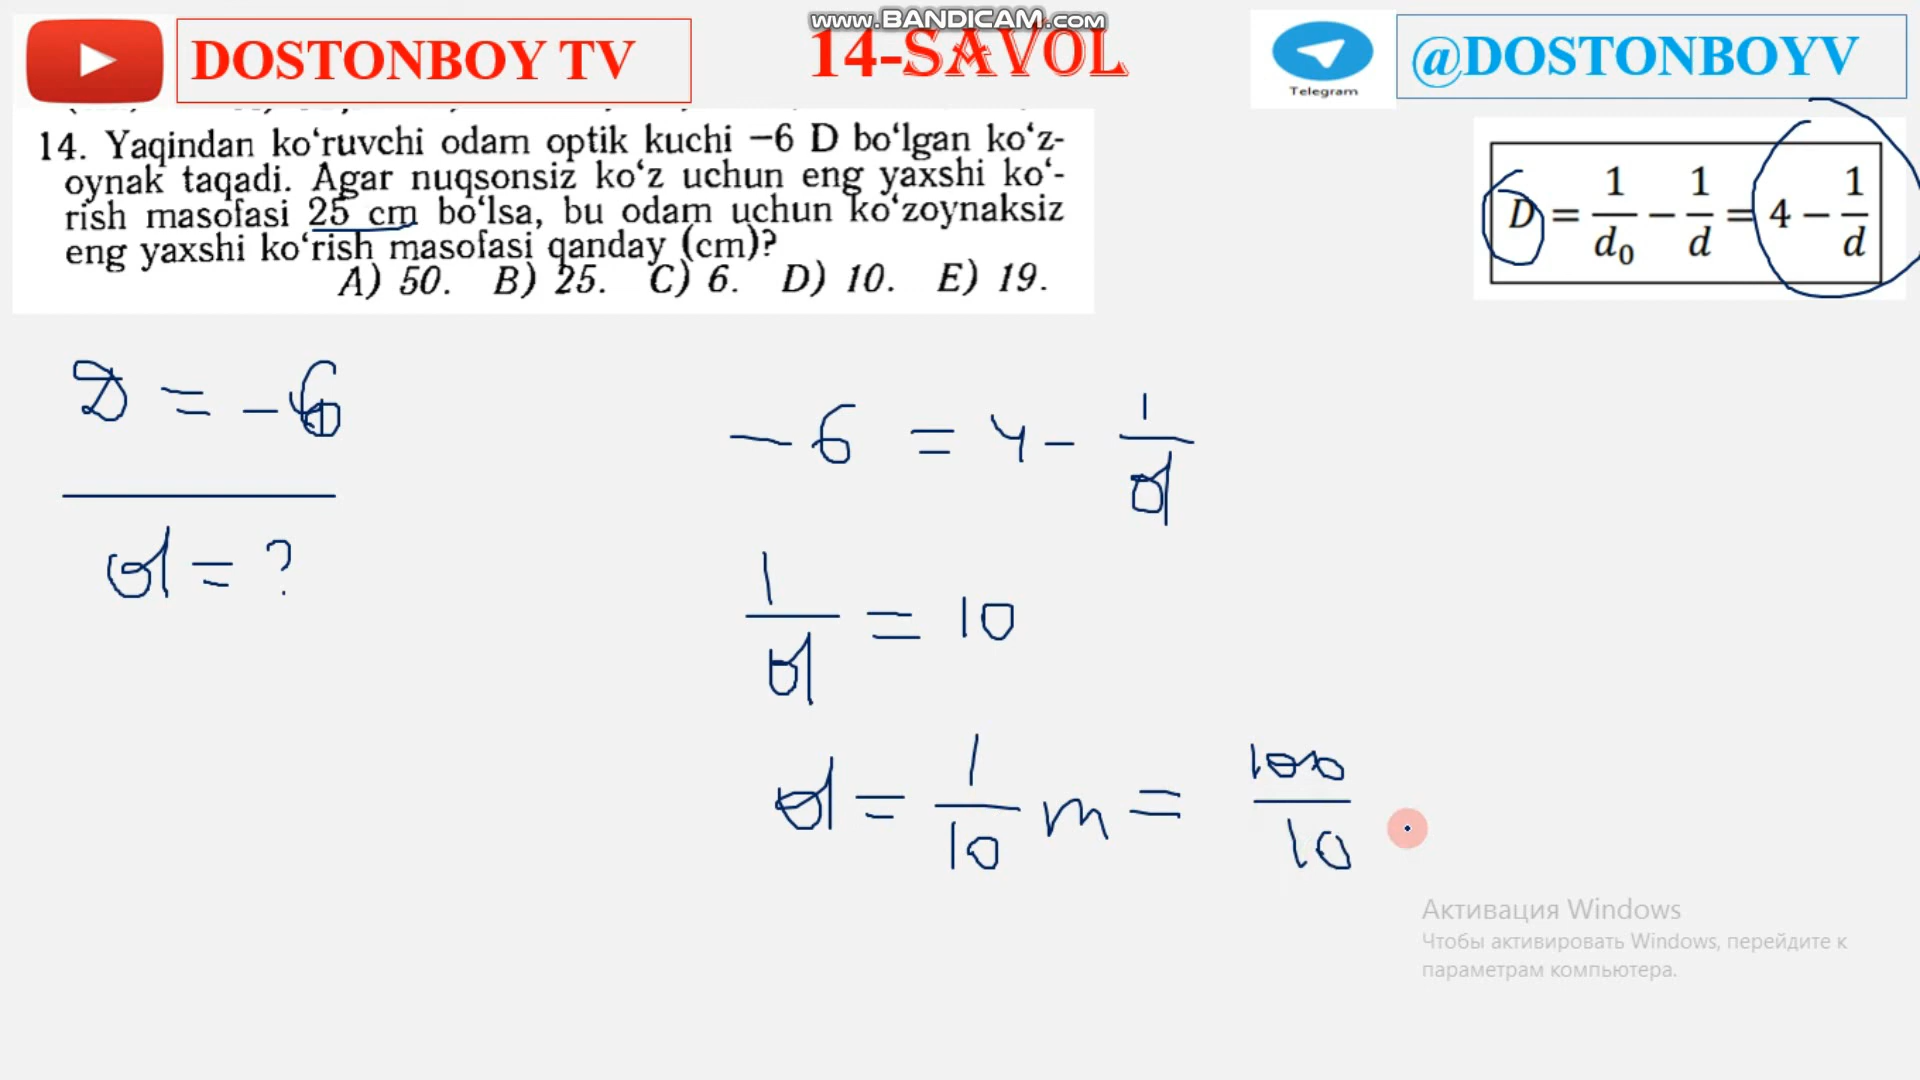 www.BANDICAM.com
DOSTONBOY TV
14-SAVOL
Telegram
@DOSTONBOYV
14. Yaqindan ko‘ruvchi odam optik kuchi −6 D bo‘lgan ko‘z-
oynak taqadi. Agar nuqsonsiz ko‘z uchun eng yaxshi ko‘-
rish masofasi 25 cm bo‘lsa, bu odam uchun ko‘zoynaksiz
eng yaxshi ko‘rish masofasi qanday (cm)?
A) 50. B) 25. C) 6. D) 10. E) 19.
D = 1/d₀ − 1/d = 4 − 1/d
D = −6
d = ?
−6 = 4 − 1/d
1/d = 10
d = 1/10 m = 100/10
Активация Windows
Чтобы активировать Windows, перейдите к
параметрам компьютера.